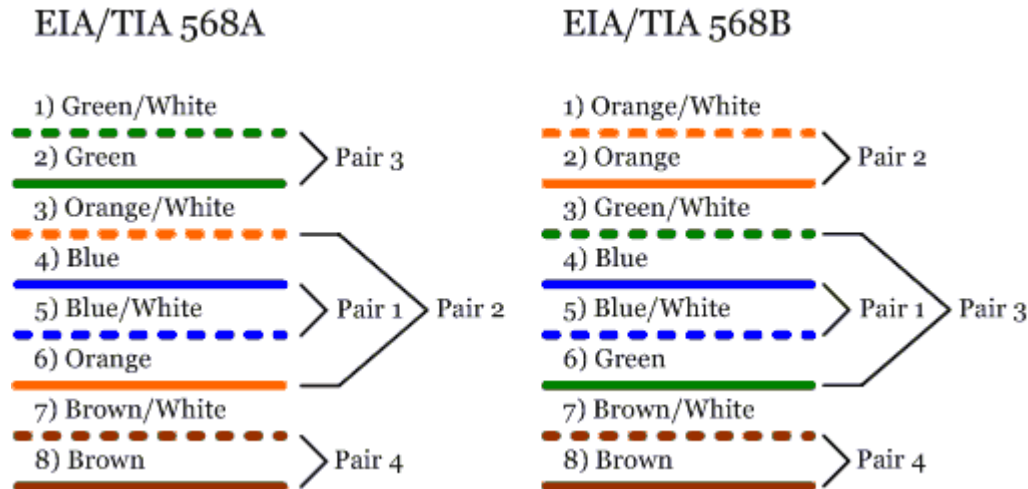 EIA/TIA 568A
1) Green/White
2) Green
Pair 3
3) Orange/White
4) Blue
5) Blue/White
Pair 1
Pair 2
6) Orange
7) Brown/White
8) Brown
Pair 4
EIA/TIA 568B
1) Orange/White
2) Orange
Pair 2
3) Green/White
4) Blue
5) Blue/White
Pair 1
Pair 3
6) Green
7) Brown/White
8) Brown
Pair 4